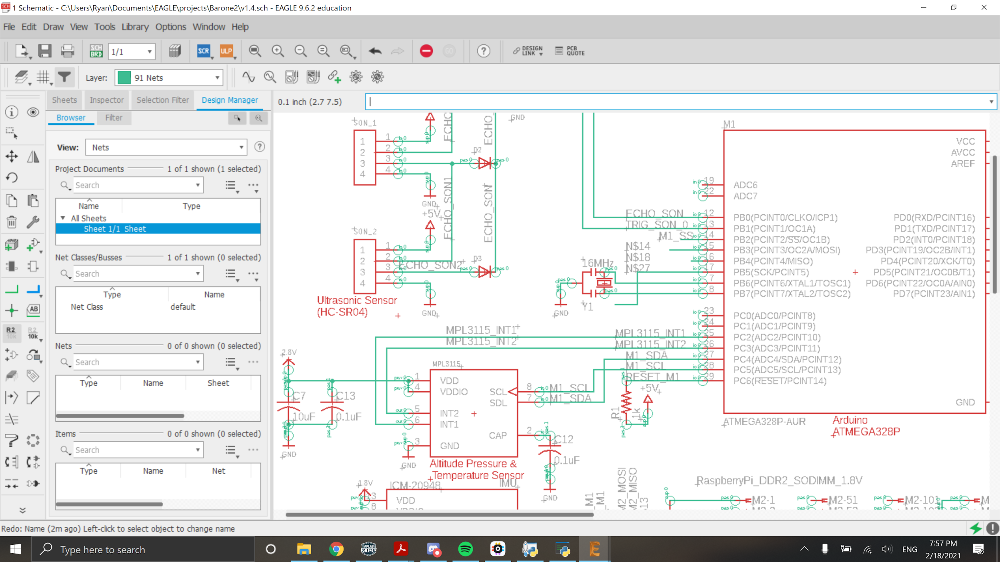 1 Schematic - C:\Users\Ryan\Documents\EAGLE\projects\Barone2\v1.4.sch - EAGLE 9.6.2 education
File Edit Draw View Tools Library Options Window Help
SCH BRD 1/1 SCR ULP GO DESIGN LINK PCB QUOTE
Layer: 91 Nets
Sheets Inspector Selection Filter Design Manager
0.1 inch (2.7 7.5)
Browser Filter
View: Nets
Project Documents 1 of 1 shown (1 selected)
Search
Name Type
All Sheets
Sheet 1/1 Sheet
Net Classes/Busses 1 of 1 shown (0 selected)
Search
Type Name
Net Class default
Nets 0 of 0 shown (0 selected)
Search
Type Name Sheet
Items 0 of 0 shown (0 selected)
Search
Type Name Net
R2 10k
R2 10k
AB
SON_1
1 1
2 2
3 3
4 4
GND
+5V
ECHO_SON1
ECHO_SON
D2
GND
SON_2
1 1
2 2
3 3
4 4
ECHO_SON2
D3
GND
Ultrasonic Sensor
(HC-SR04)
16MHz
Y1
GND
M1
VCC
AVCC
AREF
19 ADC6
22 ADC7
ECHO_SON 12 PB0(PCINT0/CLKO/ICP1) PD0(RXD/PCINT16)
TRIG_SON_0 13 PB1(PCINT1/OC1A) PD1(TXD/PCINT17)
M1_SS 14 PB2(PCINT2/SS/OC1B) PD2(INT0/PCINT18)
N$14 15 PB3(PCINT3/OC2A/MOSI) PD3(PCINT19/OC2B/INT1)
N$18 16 PB4(PCINT4/MISO) PD4(PCINT20/XCK/T0)
N$27 17 PB5(SCK/PCINT5) PD5(PCINT21/OC0B/T1)
7 PB6(PCINT6/XTAL1/TOSC1) PD6(PCINT22/OC0A/AIN0)
8 PB7(PCINT7/XTAL2/TOSC2) PD7(PCINT23/AIN1)
23 PC0(ADC0/PCINT8)
24 PC1(ADC1/PCINT9)
MPL3115_INT1 MPL3115_INT1 25 PC2(ADC2/PCINT10)
MPL3115_INT2 MPL3115_INT2 26 PC3(ADC3/PCINT11)
M1_SDA 27 PC4(ADC4/SDA/PCINT12)
M1_SCL 28 PC5(ADC5/SCL/PCINT13)
RESET_M1 29 PC6(RESET/PCINT14)
GND
ATMEGA328P-AUR
Arduino
ATMEGA328P
2.8V
C7
10uF
C13
0.1uF
GND
MPL3115
1 VDD
4 VDDIO
5 INT2
6 INT1
3 GND
SCL 8 M1_SCL
SDL 7 M1_SDA
CAP 2
GND
C12
0.1uF
GND
R1
1k
+5V
Altitude Pressure &
Temperature Sensor
1.8V
ICM-20948 IMU
13 VDD
8
M2_MOSI
M2_MISO
RaspberryPi_DDR2_SODIMM_1.8V
M2-1 M2-51 M2-101
Redo: Name (2m ago) Left-click to select object to change name
Type here to search
MPLAB X IDE
ENG
7:57 PM
2/18/2021